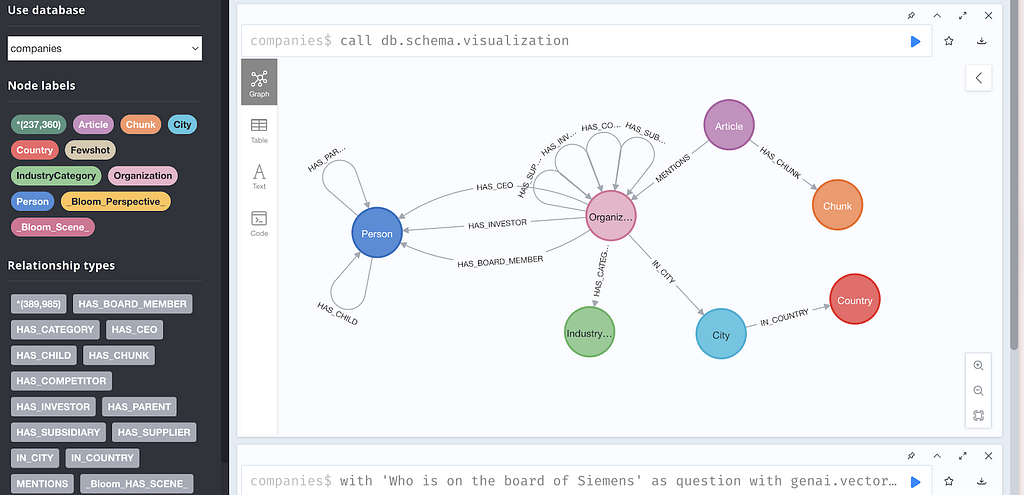 Use database
companies
Node labels
*(237,360) Article Chunk City
Country Fewshot
IndustryCategory Organization
Person _Bloom_Perspective_
_Bloom_Scene_
Relationship types
*(389,985) HAS_BOARD_MEMBER
HAS_CATEGORY HAS_CEO
HAS_CHILD HAS_CHUNK
HAS_COMPETITOR
HAS_INVESTOR HAS_PARENT
HAS_SUBSIDIARY HAS_SUPPLIER
IN_CITY IN_COUNTRY
MENTIONS _Bloom_HAS_SCENE_
companies$ call db.schema.visualization
Graph
Table
Text
Code
HAS_PAR...
Person
HAS_CHILD
HAS_CEO
HAS_INVESTOR
HAS_BOARD_MEMBER
HAS_SUP...
HAS_INV...
HAS_CO...
HAS_SUB...
Organiz...
MENTIONS
Article
HAS_CHUNK
Chunk
HAS_CATEG...
Industry...
IN_CITY
City
IN_COUNTRY
Country
companies$ with 'Who is on the board of Siemens' as question with genai.vector...